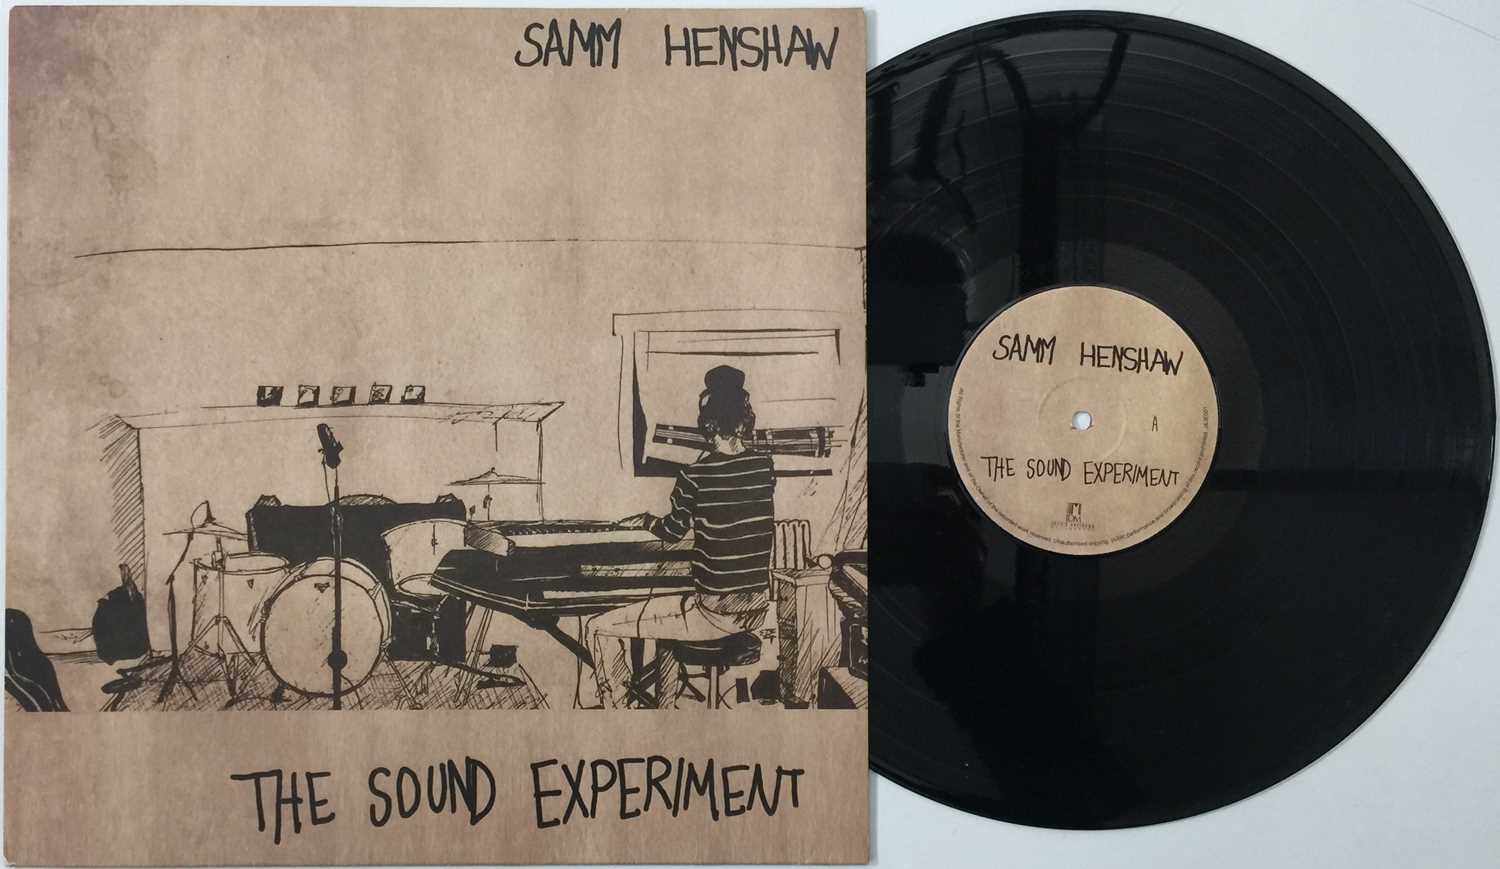 SAMM HENSHAW
THE SOUND EXPERIMENT
SAMM HENSHAW
A
THE SOUND EXPERIMENT